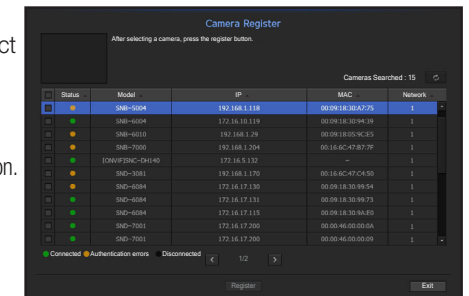 Camera Register
ct
After selecting a camera, press the register button.
Cameras Searched : 15
Status Model IP MAC Network
SNB-5004 192.168.1.118 00:09:18:30:A7:75 1
SNB-6004 172.16.10.119 00:09:18:30:94:39 1
SNB-6010 192.168.1.29 00:09:18:05:9C:E5 1
SNB-7000 192.168.1.204 00:16:6C:47:B7:7F 1
on.
[ONVIF]SNC-DH140 172.16.5.132 – 1
SND-3081 192.168.1.170 00:16:6C:47:C4:50 1
SND-6084 172.16.17.130 00:09:18:30:99:54 1
SND-6084 172.16.17.131 00:09:18:30:99:73 1
SND-6084 172.16.17.115 00:09:18:30:9A:E0 1
SND-7001 172.16.17.200 00:00:46:00:00:0A 1
SND-7001 172.16.17.200 00:00:46:00:00:09 1
Connected Authentication errors Disconnected
< 1/2 >
Register Exit